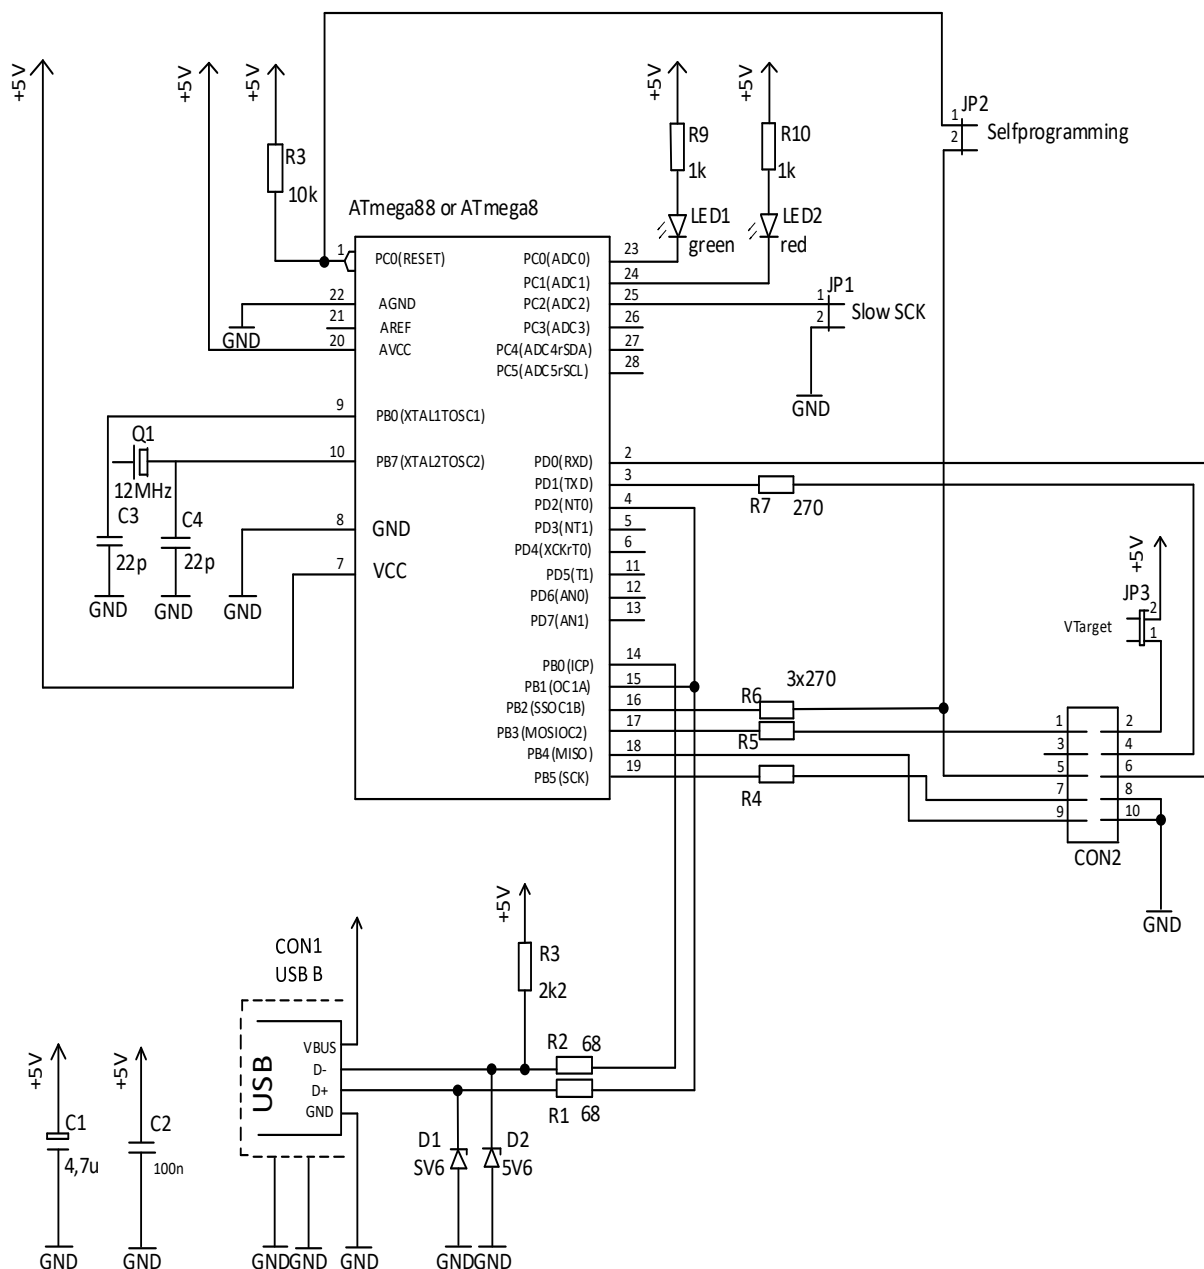 +5V
+5V
+5V
+5V
+5V
JP2
1
2
Selfprogramming
R3
10k
R9
1k
R10
1k
LED1
green
LED2
red
ATmega88 or ATmega8
1
PC0(RESET)
22
AGND
21
AREF
20
AVCC
GND
9
PB0(XTAL1TOSC1)
10
PB7(XTAL2TOSC2)
8
GND
7
VCC
Q1
12MHz
C3
22p
C4
22p
GND
GND
GND
PC0(ADC0)
23
PC1(ADC1)
24
PC2(ADC2)
25
PC3(ADC3)
26
PC4(ADC4rSDA)
27
PC5(ADC5rSCL)
28
JP1
1
2
Slow SCK
GND
PD0(RXD)
2
PD1(TXD)
3
PD2(NT0)
4
PD3(NT1)
5
PD4(XCKrT0)
6
PD5(T1)
11
PD6(AN0)
12
PD7(AN1)
13
R7
270
PB0(ICP)
14
PB1(OC1A)
15
PB2(SSOC1B)
16
PB3(MOSIOC2)
17
PB4(MISO)
18
PB5(SCK)
19
R6
3x270
R5
R4
+5V
JP3
2
1
VTarget
1
2
3
4
5
6
7
8
9
10
CON2
GND
+5V
R3
2k2
CON1
USB B
USB
VBUS
D-
D+
GND
R2
68
R1
68
D1
SV6
D2
5V6
+5V
C1
4,7u
GND
+5V
C2
100n
GND
GND
GND
GND
GND
GND